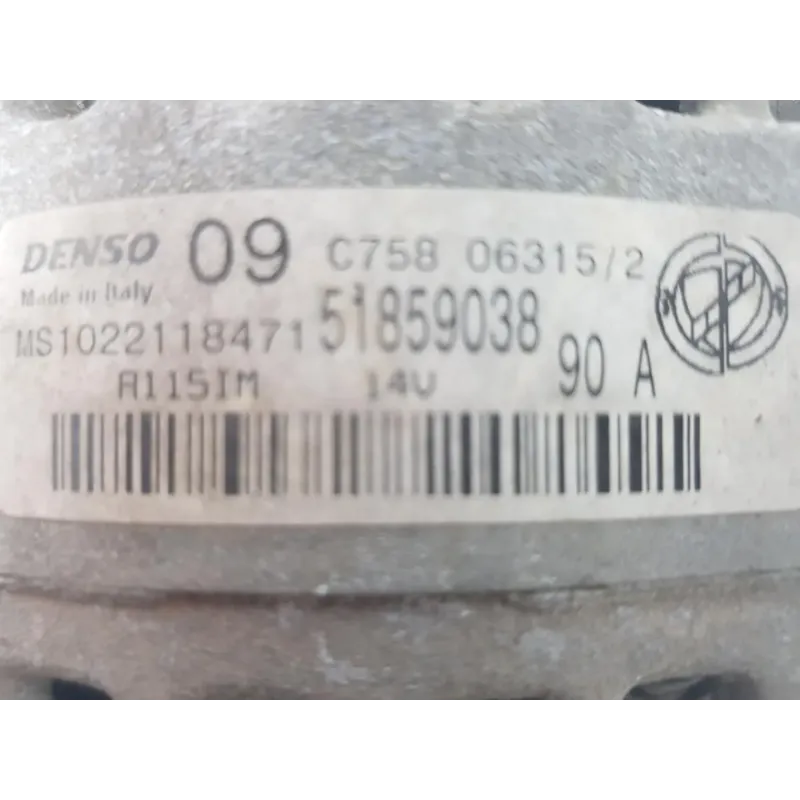 DENSO 09 C758 06315/2
Made in Italy
MS1022118471 51859038 90 A
A115IM 14V